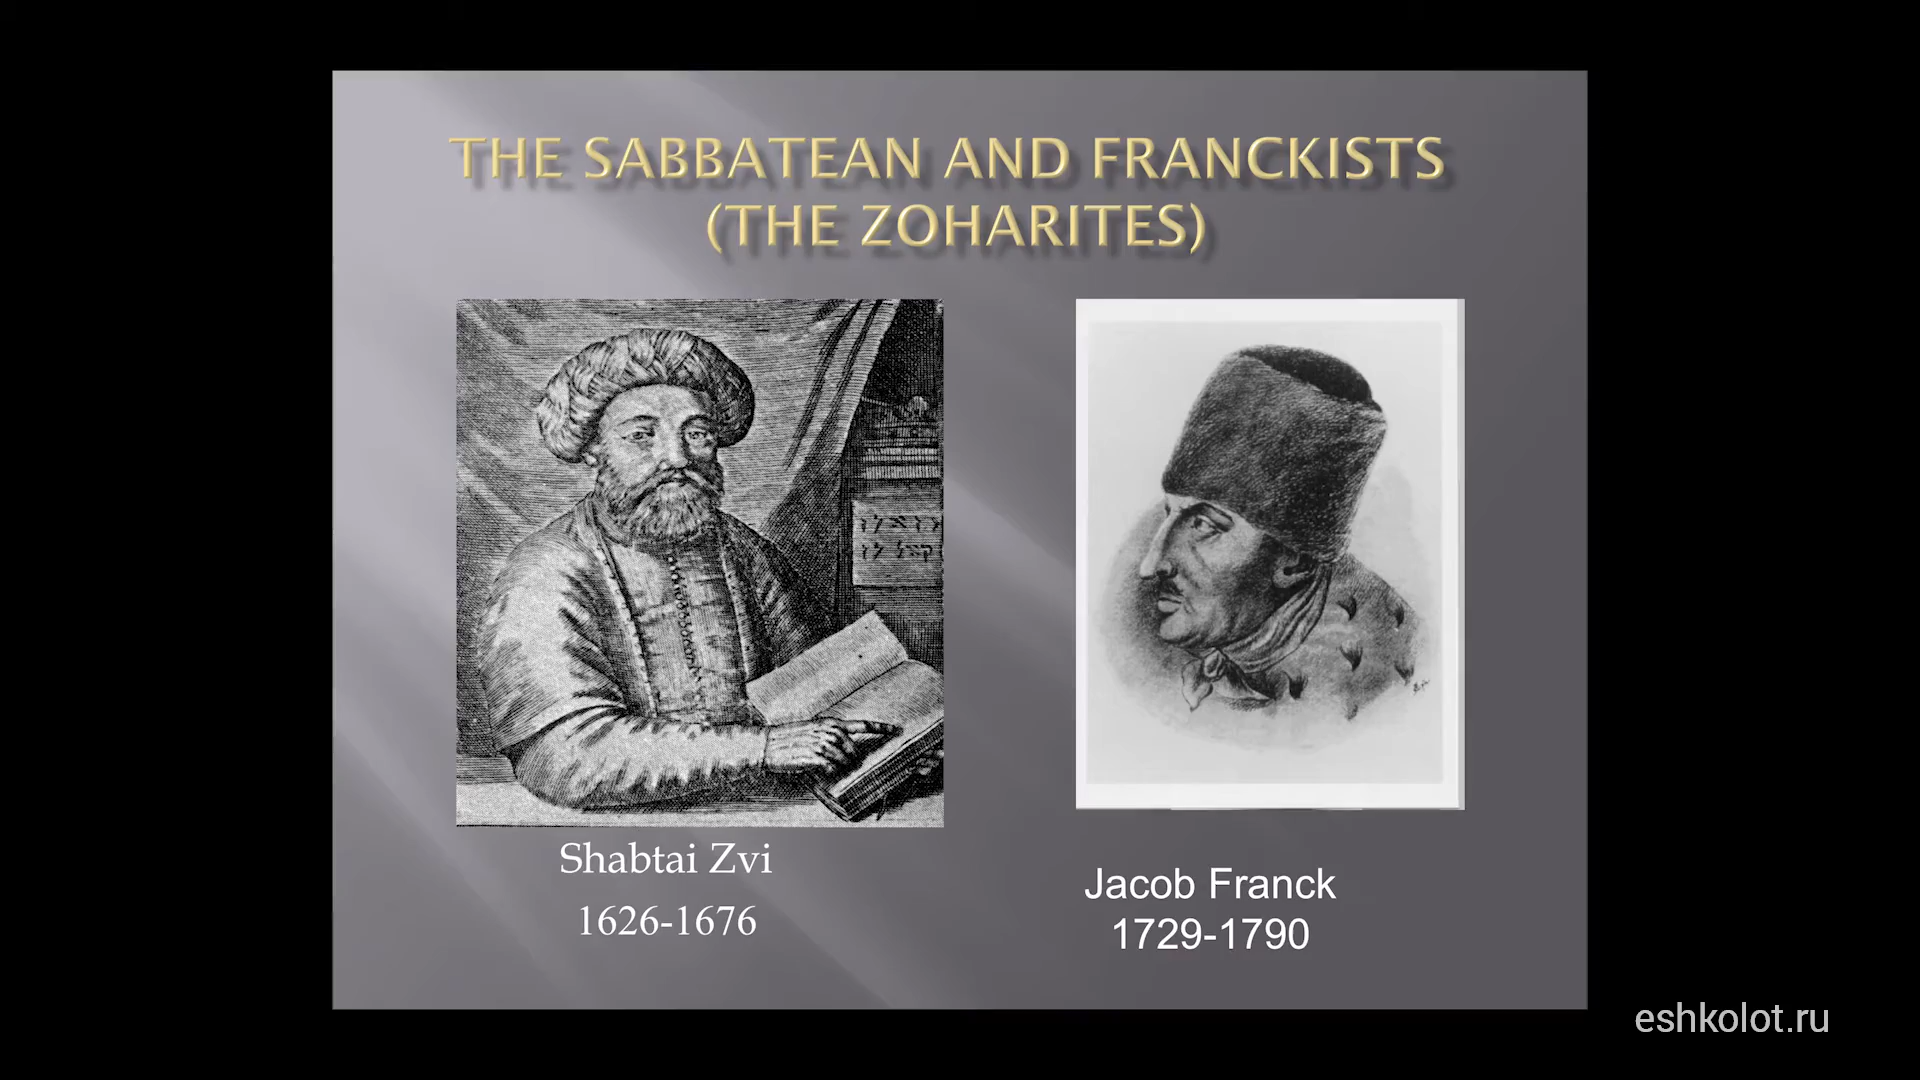 THE SABBATEAN AND FRANCKISTS
(THE ZOHARITES)
Shabtai Zvi
1626-1676
Jacob Franck
1729-1790
eshkolot.ru